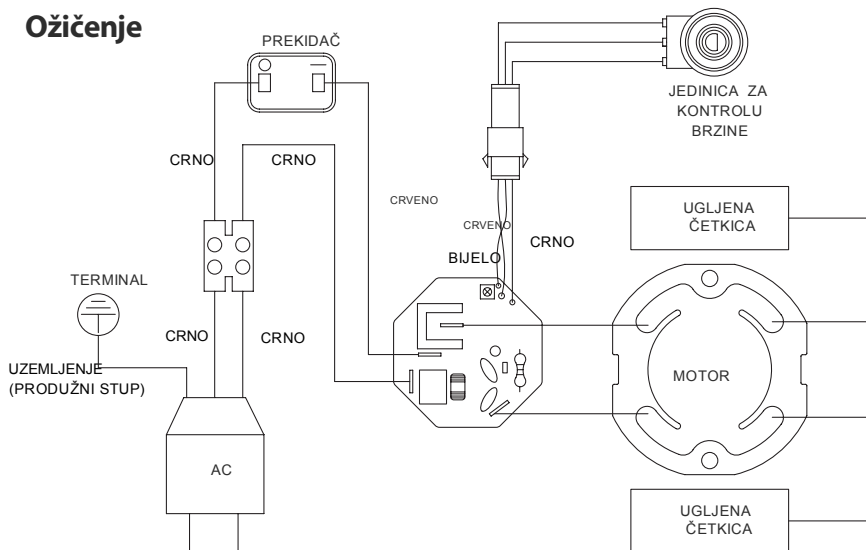 Ožičenje
PREKIDAČ
JEDINICA ZA
KONTROLU
BRZINE
CRNO
CRNO
CRVENO
CRVENO
CRNO
BIJELO
UGLJENA
ČETKICA
TERMINAL
CRNO
CRNO
UZEMLJENJE
(PRODUŽNI STUP)
MOTOR
AC
UGLJENA
ČETKICA